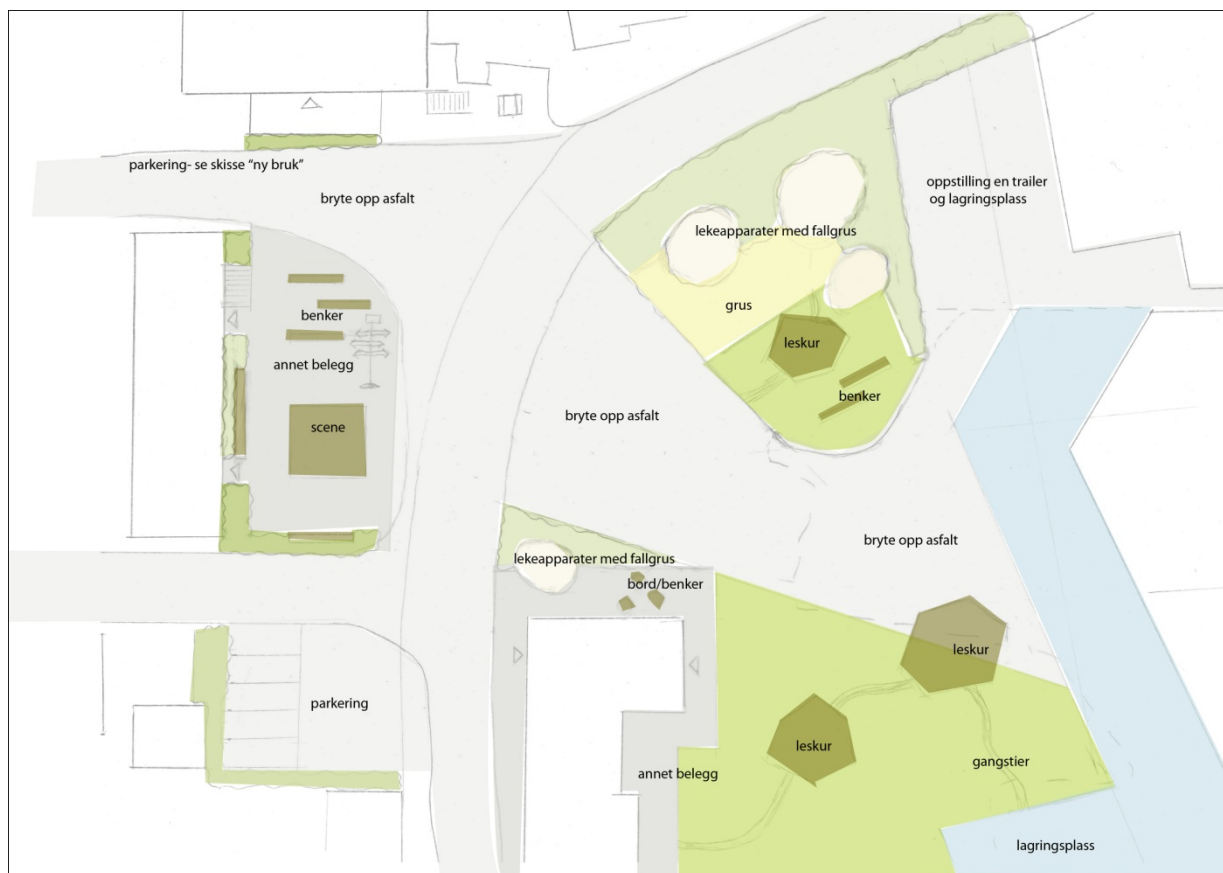 parkering- se skisse "ny bruk"
bryte opp asfalt
oppstilling en trailer
og lagringsplass
lekeapparater med fallgrus
grus
benker
leskur
annet belegg
benker
bryte opp asfalt
scene
bryte opp asfalt
lekeapparater med fallgrus
bord/benker
leskur
parkering
leskur
gangstier
annet belegg
lagringsplass